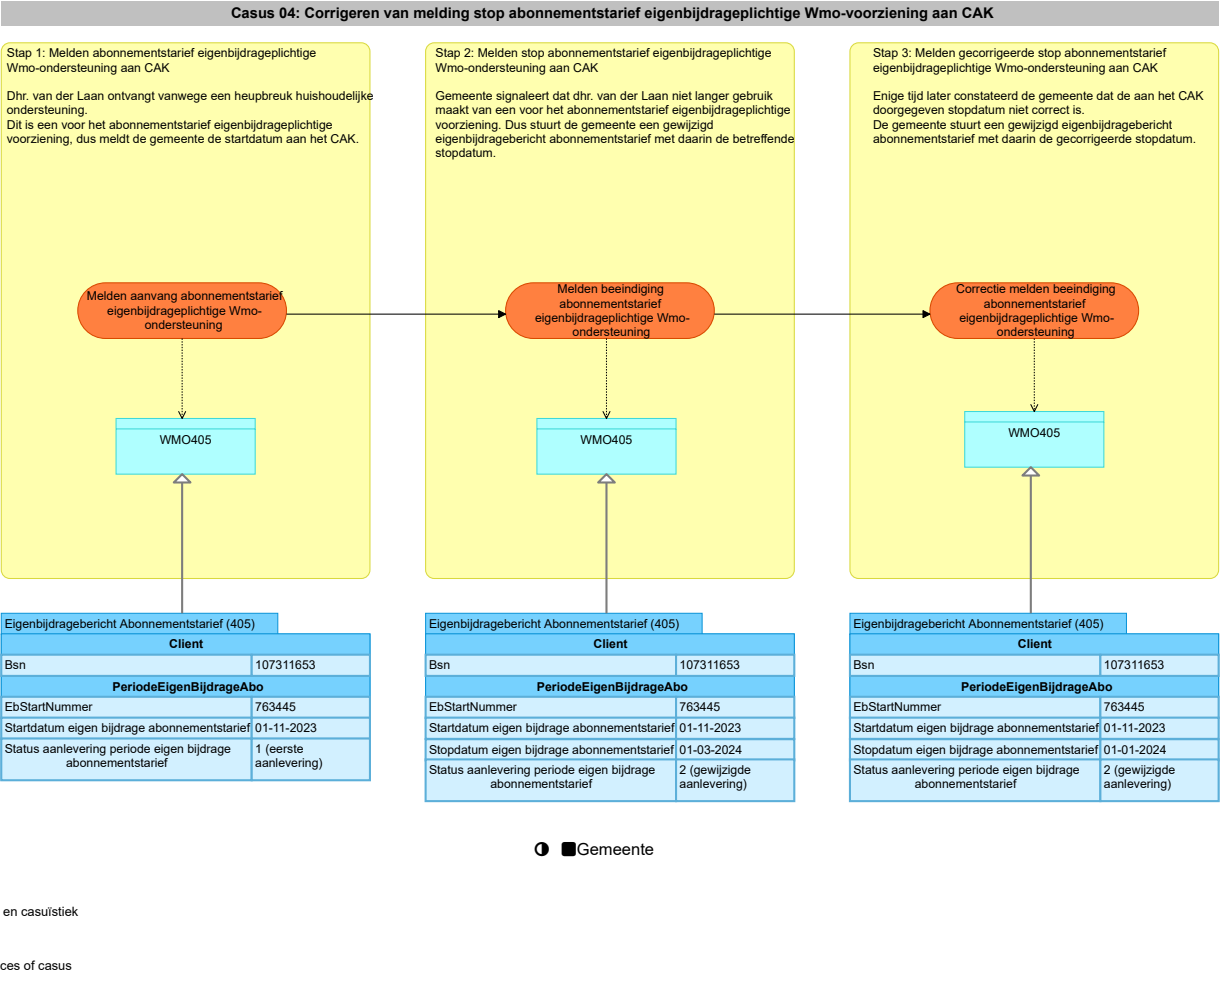 Casus 04: Corrigeren van melding stop abonnementstarief eigenbijdrageplichtige Wmo-voorziening aan CAK
Stap 1: Melden abonnementstarief eigenbijdrageplichtige
Wmo-ondersteuning aan CAK
Dhr. van der Laan ontvangt vanwege een heupbreuk huishoudelijke
ondersteuning.
Dit is een voor het abonnementstarief eigenbijdrageplichtige
voorziening, dus meldt de gemeente de startdatum aan het CAK.
Melden aanvang abonnementstarief
eigenbijdrageplichtige Wmo-
ondersteuning
WMO405
Eigenbijdragebericht Abonnementstarief (405)
Client
Bsn 107311653
PeriodeEigenBijdrageAbo
EbStartNummer 763445
Startdatum eigen bijdrage abonnementstarief 01-11-2023
Status aanlevering periode eigen bijdrage 1 (eerste
abonnementstarief aanlevering)
Stap 2: Melden stop abonnementstarief eigenbijdrageplichtige
Wmo-ondersteuning aan CAK
Gemeente signaleert dat dhr. van der Laan niet langer gebruik
maakt van een voor het abonnementstarief eigenbijdrageplichtige
voorziening. Dus stuurt de gemeente een gewijzigd
eigenbijdragebericht abonnementstarief met daarin de betreffende
stopdatum.
Melden beeindiging
abonnementstarief
eigenbijdrageplichtige Wmo-
ondersteuning
WMO405
Eigenbijdragebericht Abonnementstarief (405)
Client
Bsn 107311653
PeriodeEigenBijdrageAbo
EbStartNummer 763445
Startdatum eigen bijdrage abonnementstarief 01-11-2023
Stopdatum eigen bijdrage abonnementstarief 01-03-2024
Status aanlevering periode eigen bijdrage 2 (gewijzigde
abonnementstarief aanlevering)
Stap 3: Melden gecorrigeerde stop abonnementstarief
eigenbijdrageplichtige Wmo-ondersteuning aan CAK
Enige tijd later constateerd de gemeente dat de aan het CAK
doorgegeven stopdatum niet correct is.
De gemeente stuurt een gewijzigd eigenbijdragebericht
abonnementstarief met daarin de gecorrigeerde stopdatum.
Correctie melden beeindiging
abonnementstarief
eigenbijdrageplichtige Wmo-
ondersteuning
WMO405
Eigenbijdragebericht Abonnementstarief (405)
Client
Bsn 107311653
PeriodeEigenBijdrageAbo
EbStartNummer 763445
Startdatum eigen bijdrage abonnementstarief 01-11-2023
Stopdatum eigen bijdrage abonnementstarief 01-01-2024
Status aanlevering periode eigen bijdrage 2 (gewijzigde
abonnementstarief aanlevering)
Gemeente
en casuïstiek
ces of casus